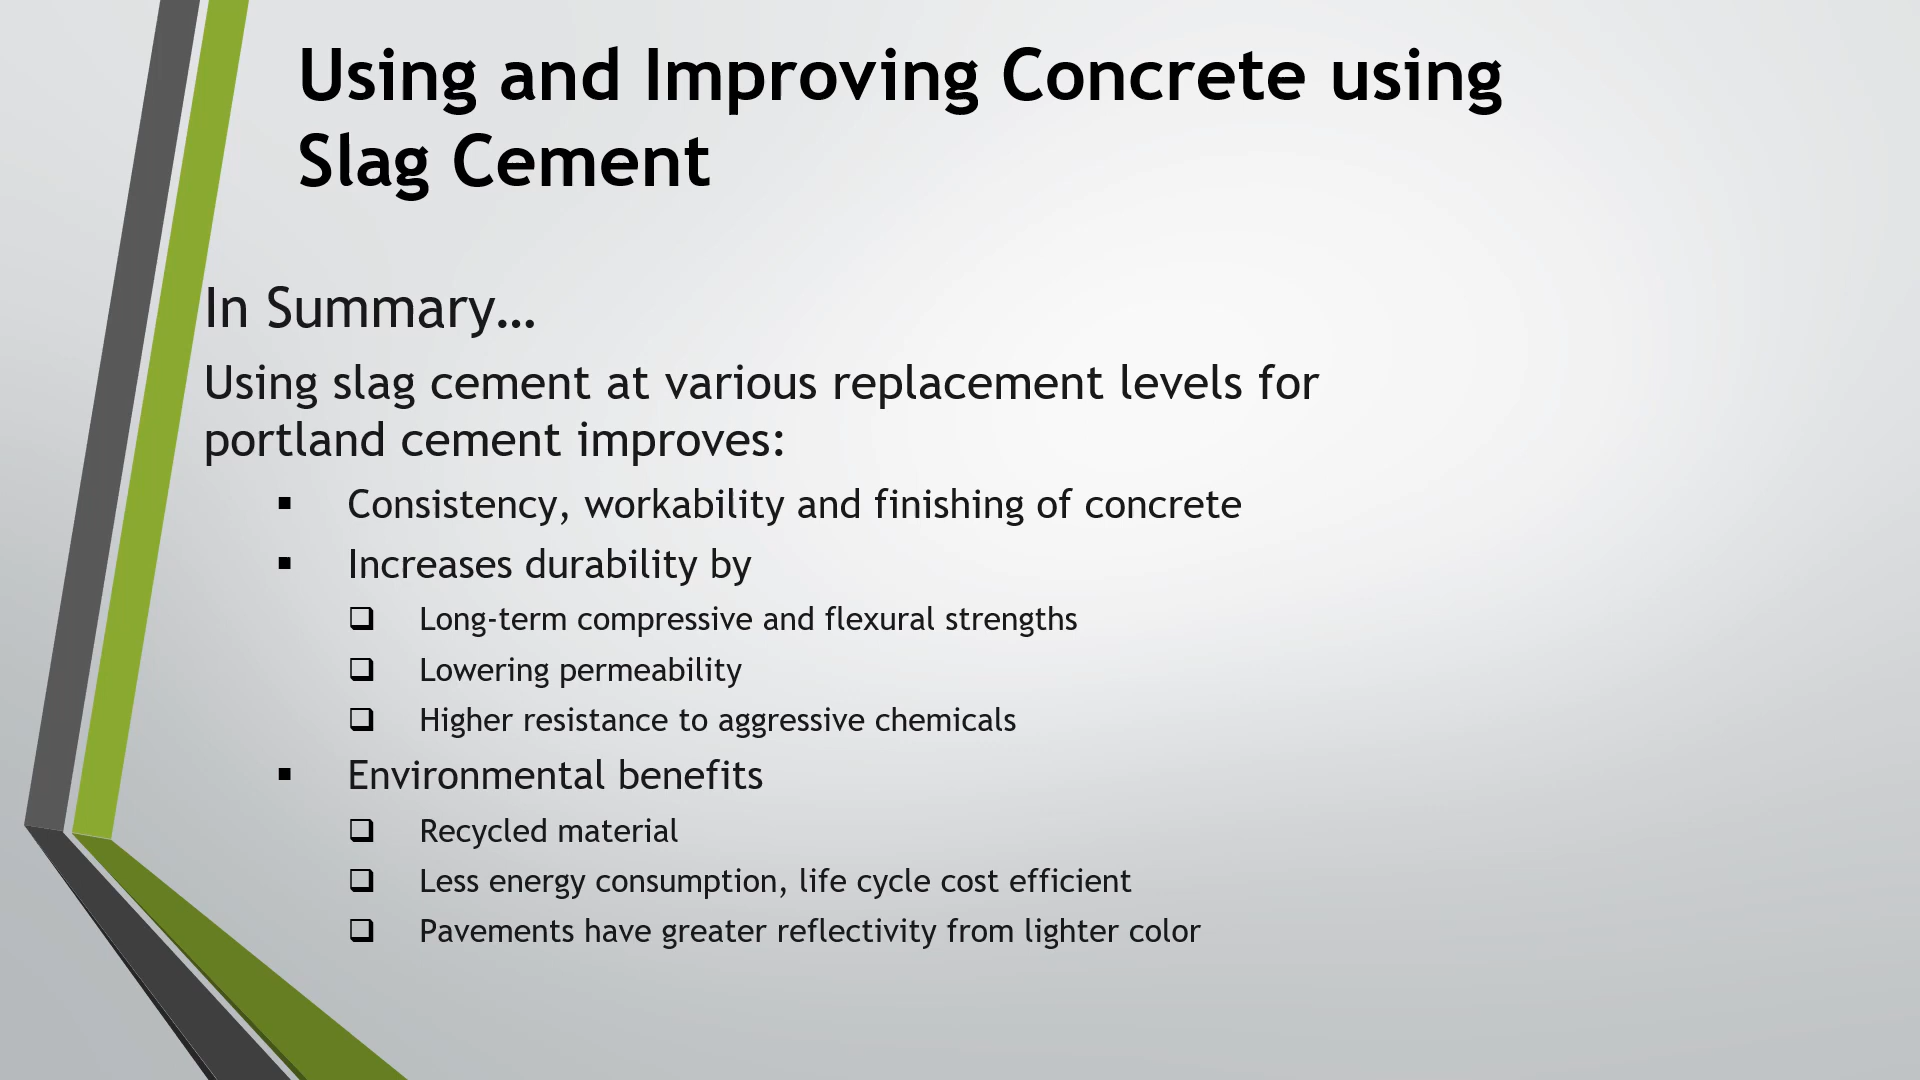 Using and Improving Concrete using
Slag Cement
In Summary...
Using slag cement at various replacement levels for
portland cement improves:
▪ Consistency, workability and finishing of concrete
▪ Increases durability by
❑ Long-term compressive and flexural strengths
❑ Lowering permeability
❑ Higher resistance to aggressive chemicals
▪ Environmental benefits
❑ Recycled material
❑ Less energy consumption, life cycle cost efficient
❑ Pavements have greater reflectivity from lighter color